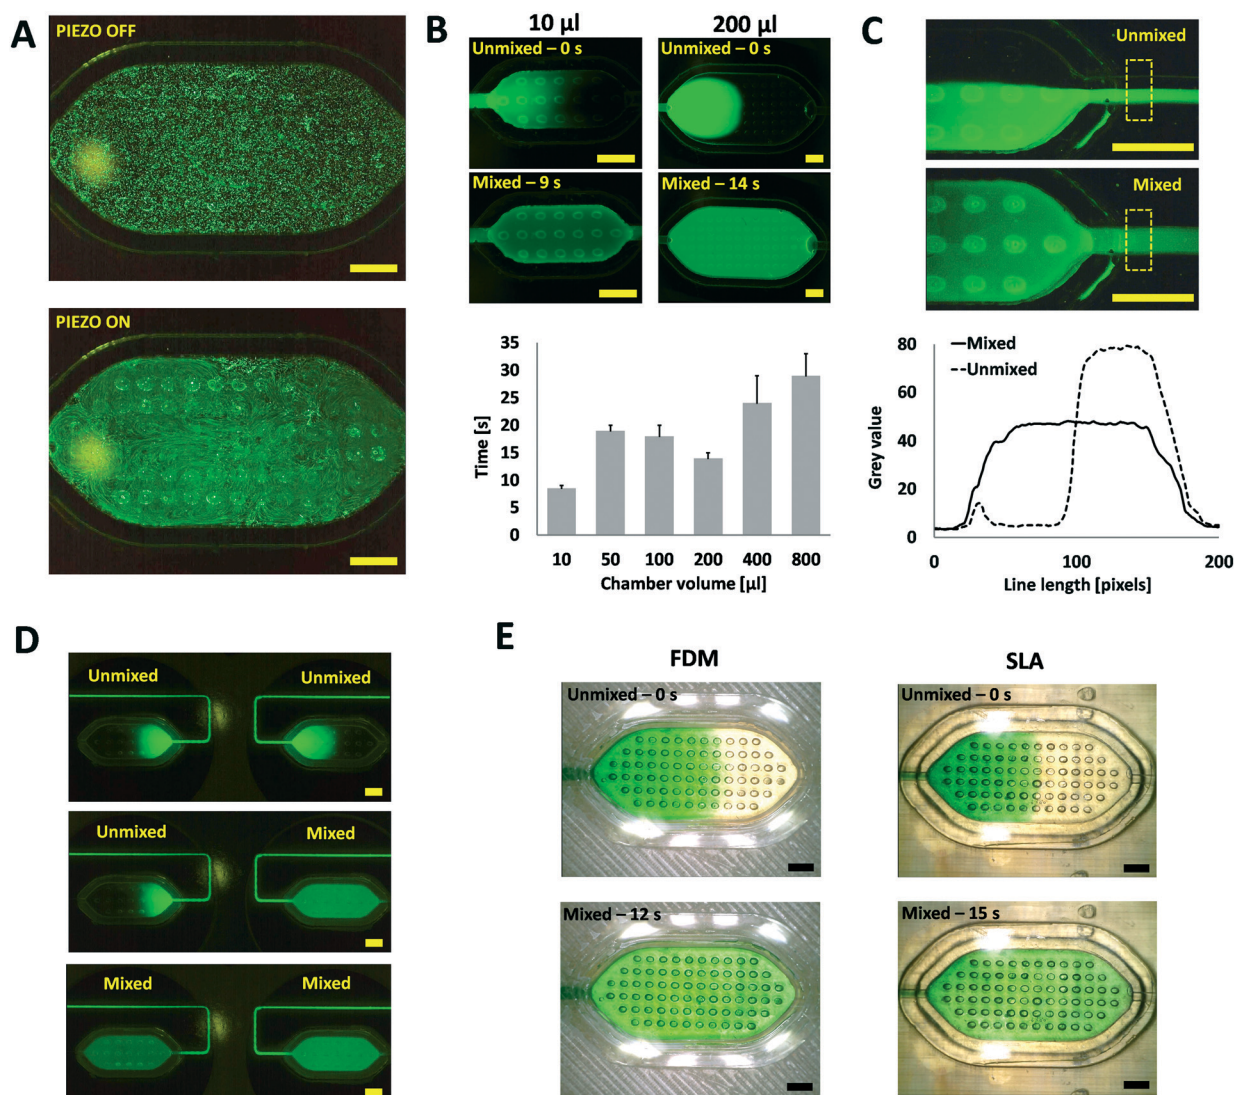 A
PIEZO OFF
PIEZO ON
B
10 µl
200 µl
Unmixed – 0 s
Unmixed – 0 s
Mixed – 9 s
Mixed – 14 s
35
30
25
20
15
10
5
0
Time [s]
10 50 100 200 400 800
Chamber volume [µl]
C
Unmixed
Mixed
80
60
40
20
0
Mixed
Unmixed
Grey value
0 100 200
Line length [pixels]
D
Unmixed Unmixed
Unmixed Mixed
Mixed Mixed
E
FDM
SLA
Unmixed – 0 s
Unmixed – 0 s
Mixed – 12 s
Mixed – 15 s